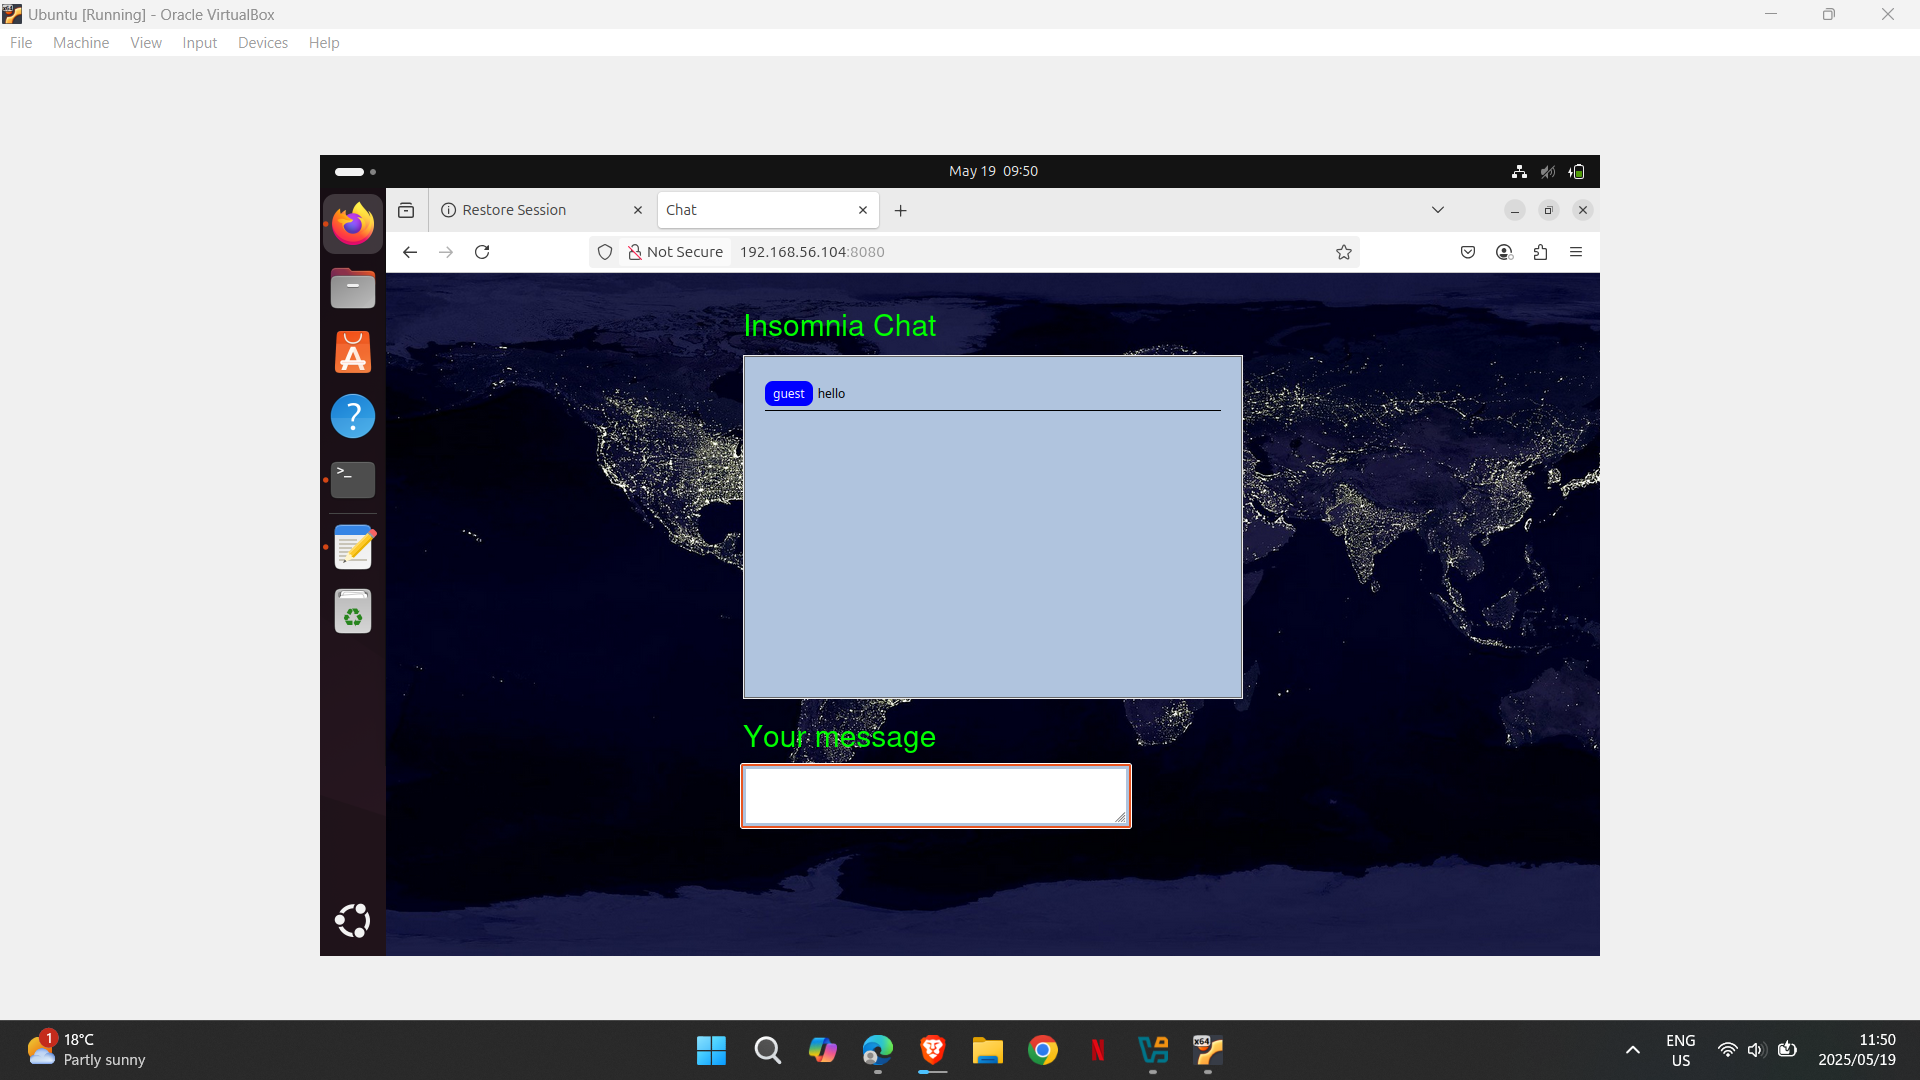 Ubuntu [Running] - Oracle VirtualBox
File Machine View Input Devices Help
May 19 09:50
Restore Session
Chat
Not Secure 192.168.56.104:8080
Insomnia Chat
guest hello
Your message
1 18°C
Partly sunny
ENG
US
11:50
2025/05/19